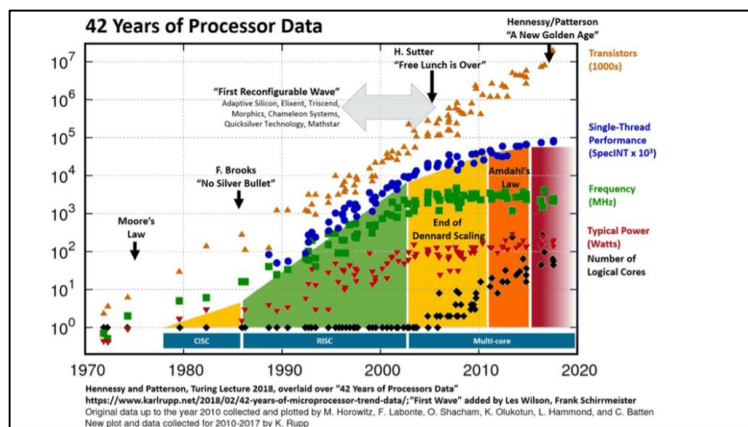 42 Years of Processor Data
Hennessy/Patterson
"A New Golden Age"
H. Sutter
"Free Lunch is Over"
Transistors
(1000s)
"First Reconfigurable Wave"
Adaptive Silicon, Elixent, Triscend,
Morphics, Chameleon Systems,
Quicksilver Technology, Mathstar
Single-Thread
Performance
(SpecINT x 10³)
F. Brooks
"No Silver Bullet"
Amdahl's
Law
Frequency
(MHz)
Moore's
Law
End of
Dennard Scaling
Typical Power
(Watts)
Number of
Logical Cores
10⁷
10⁶
10⁵
10⁴
10³
10²
10¹
10⁰
CISC
RISC
Multi-core
1970
1980
1990
2000
2010
2020
Hennessy and Patterson, Turing Lecture 2018, overlaid over "42 Years of Processors Data"
https://www.karlrupp.net/2018/02/42-years-of-microprocessor-trend-data/;"First Wave" added by Les Wilson, Frank Schirrmeister
Original data up to the year 2010 collected and plotted by M. Horowitz, F. Labonte, O. Shacham, K. Olukotun, L. Hammond, and C. Batten
New plot and data collected for 2010-2017 by K. Rupp